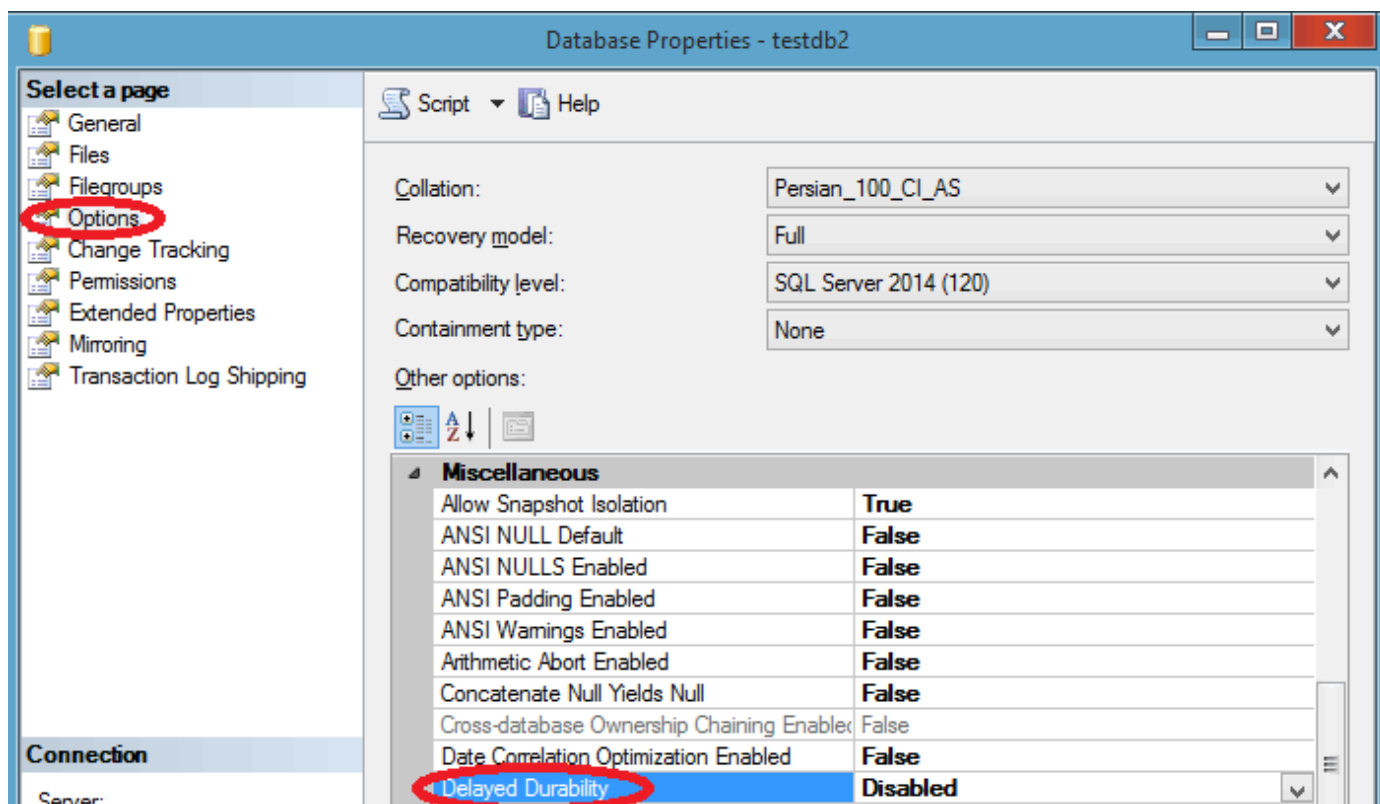 Database Properties - testdb2
Select a page
General
Files
Filegroups
Options
Change Tracking
Permissions
Extended Properties
Mirroring
Transaction Log Shipping
Connection
Server:
Script Help
Collation: Persian_100_CI_AS
Recovery model: Full
Compatibility level: SQL Server 2014 (120)
Containment type: None
Other options:
Miscellaneous
Allow Snapshot Isolation True
ANSI NULL Default False
ANSI NULLS Enabled False
ANSI Padding Enabled False
ANSI Warnings Enabled False
Arithmetic Abort Enabled False
Concatenate Null Yields Null False
Cross-database Ownership Chaining Enabled False
Date Correlation Optimization Enabled False
Delayed Durability Disabled